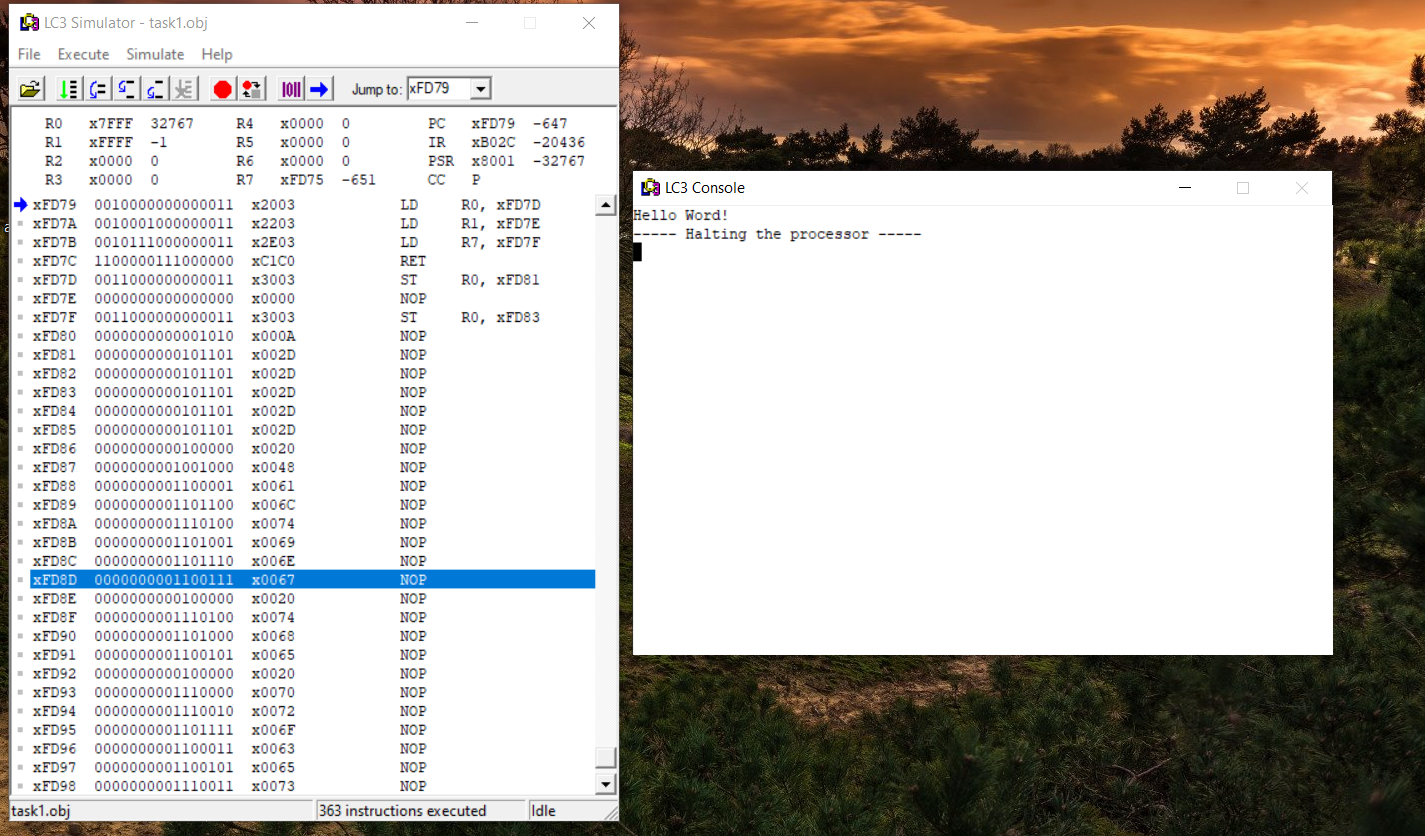 LC3 Simulator - task1.obj
File Execute Simulate Help
Jump to: xFD79
R0 x7FFF 32767 R4 x0000 0 PC xFD79 -647
R1 xFFFF -1 R5 x0000 0 IR xB02C -20436
R2 x0000 0 R6 x0000 0 PSR x8001 -32767
R3 x0000 0 R7 xFD75 -651 CC P
xFD79 0010000000000011 x2003 LD R0, xFD7D
xFD7A 0010001000000011 x2203 LD R1, xFD7E
xFD7B 0010111000000011 x2E03 LD R7, xFD7F
xFD7C 1100000111000000 xC1C0 RET
xFD7D 0011000000000011 x3003 ST R0, xFD81
xFD7E 0000000000000000 x0000 NOP
xFD7F 0011000000000011 x3003 ST R0, xFD83
xFD80 0000000000001010 x000A NOP
xFD81 0000000000101101 x002D NOP
xFD82 0000000000101101 x002D NOP
xFD83 0000000000101101 x002D NOP
xFD84 0000000000101101 x002D NOP
xFD85 0000000000101101 x002D NOP
xFD86 0000000000100000 x0020 NOP
xFD87 0000000001001000 x0048 NOP
xFD88 0000000001100001 x0061 NOP
xFD89 0000000001101100 x006C NOP
xFD8A 0000000001110100 x0074 NOP
xFD8B 0000000001101001 x0069 NOP
xFD8C 0000000001101110 x006E NOP
xFD8D 0000000001100111 x0067 NOP
xFD8E 0000000000100000 x0020 NOP
xFD8F 0000000001110100 x0074 NOP
xFD90 0000000001101000 x0068 NOP
xFD91 0000000001100101 x0065 NOP
xFD92 0000000000100000 x0020 NOP
xFD93 0000000001110000 x0070 NOP
xFD94 0000000001110010 x0072 NOP
xFD95 0000000001101111 x006F NOP
xFD96 0000000001100011 x0063 NOP
xFD97 0000000001100101 x0065 NOP
xFD98 0000000001110011 x0073 NOP
task1.obj 363 instructions executed Idle
LC3 Console
Hello Word!
----- Halting the processor -----